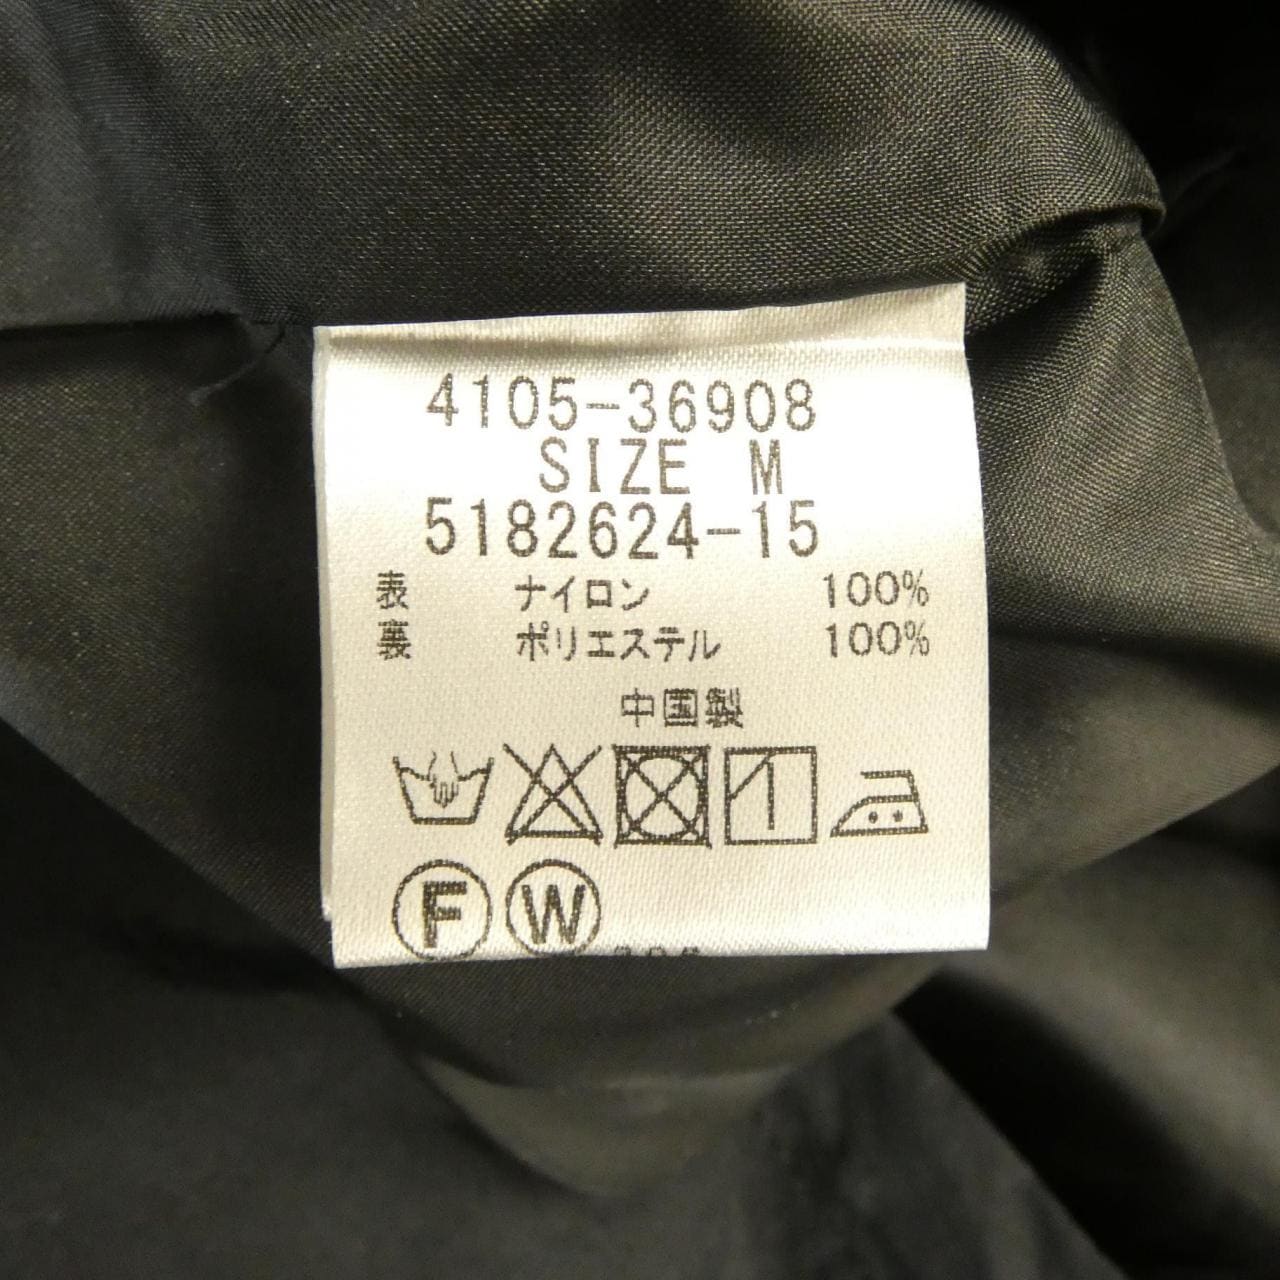 4105-36908
SIZE M
5182624-15
表 ナイロン 100%
裏 ポリエステル 100%
中国製
F W